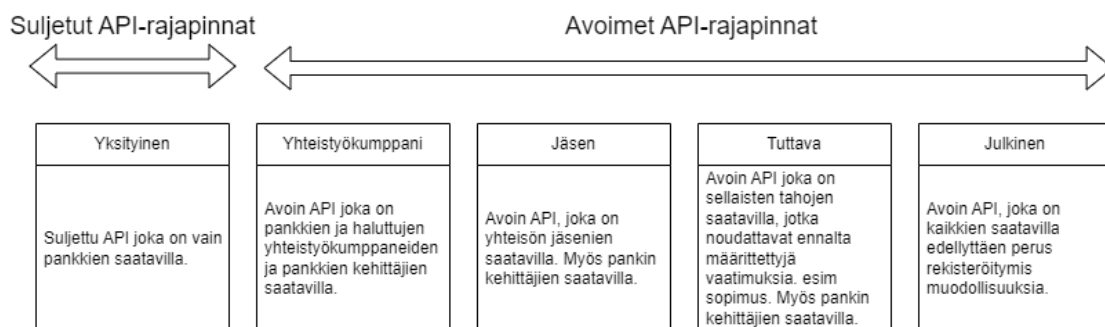 Suljetut API-rajapinnat
Avoimet API-rajapinnat
Yksityinen
Suljettu API joka on vain
pankkien saatavilla.
Yhteistyökumppani
Avoin API joka on
pankkien ja haluttujen
yhteistyökumppaneiden
ja pankkien kehittäjien
saatavilla.
Jäsen
Avoin API, joka on
yhteisön jäsenien
saatavilla. Myös pankin
kehittäjien saatavilla.
Tuttava
Avoin API joka on
sellaisten tahojen
saatavilla, jotka
noudattavat ennalta
määrittettyjä
vaatimuksia. esim
sopimus. Myös pankin
kehittäjien saatavilla.
Julkinen
Avoin API, joka on
kaikkien saatavilla
edellyttäen perus
rekisteröitymis
muodollisuuksia.